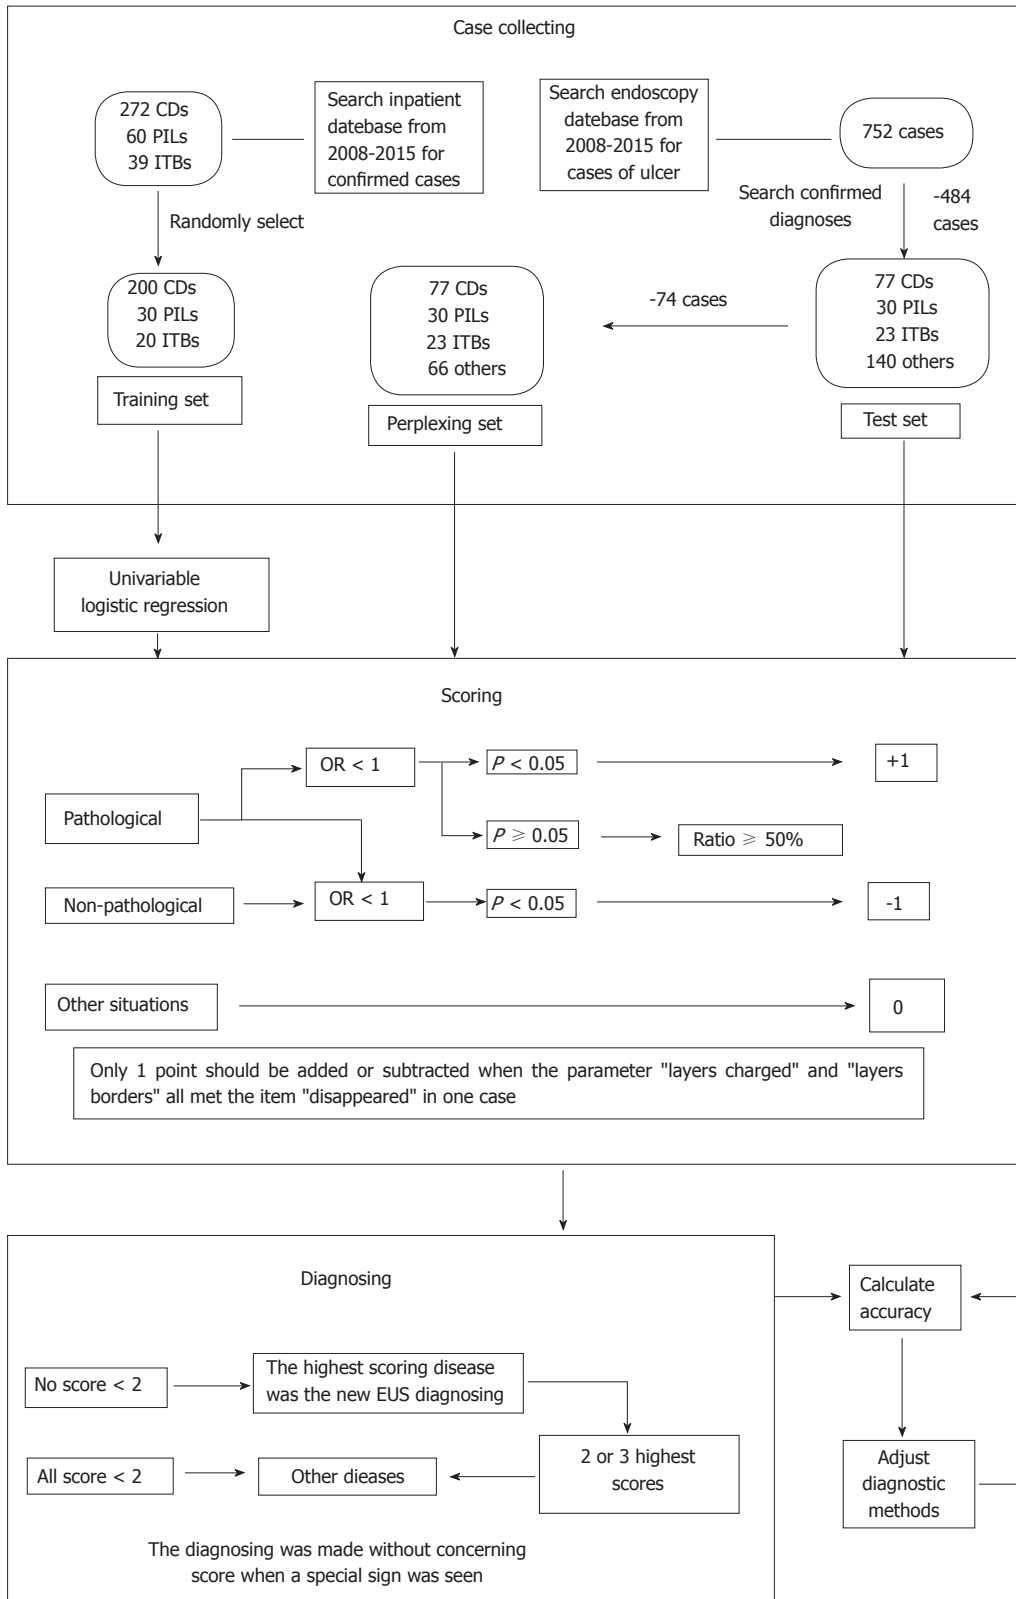 Case collecting
272 CDs
60 PILs
39 ITBs
Search inpatient
datebase from
2008-2015 for
confirmed cases
Search endoscopy
datebase from
2008-2015 for
cases of ulcer
752 cases
Randomly select
Search confirmed
diagnoses
-484
cases
200 CDs
30 PILs
20 ITBs
Training set
77 CDs
30 PILs
23 ITBs
66 others
Perplexing set
-74 cases
77 CDs
30 PILs
23 ITBs
140 others
Test set
Univariable
logistic regression
Scoring
Pathological
OR < 1
P < 0.05
+1
P ⩾ 0.05
Ratio ⩾ 50%
Non-pathological
OR < 1
P < 0.05
-1
Other situations
0
Only 1 point should be added or subtracted when the parameter "layers charged" and "layers
borders" all met the item "disappeared" in one case
Diagnosing
No score < 2
The highest scoring disease
was the new EUS diagnosing
All score < 2
Other dieases
2 or 3 highest
scores
The diagnosing was made without concerning
score when a special sign was seen
Calculate
accuracy
Adjust
diagnostic
methods